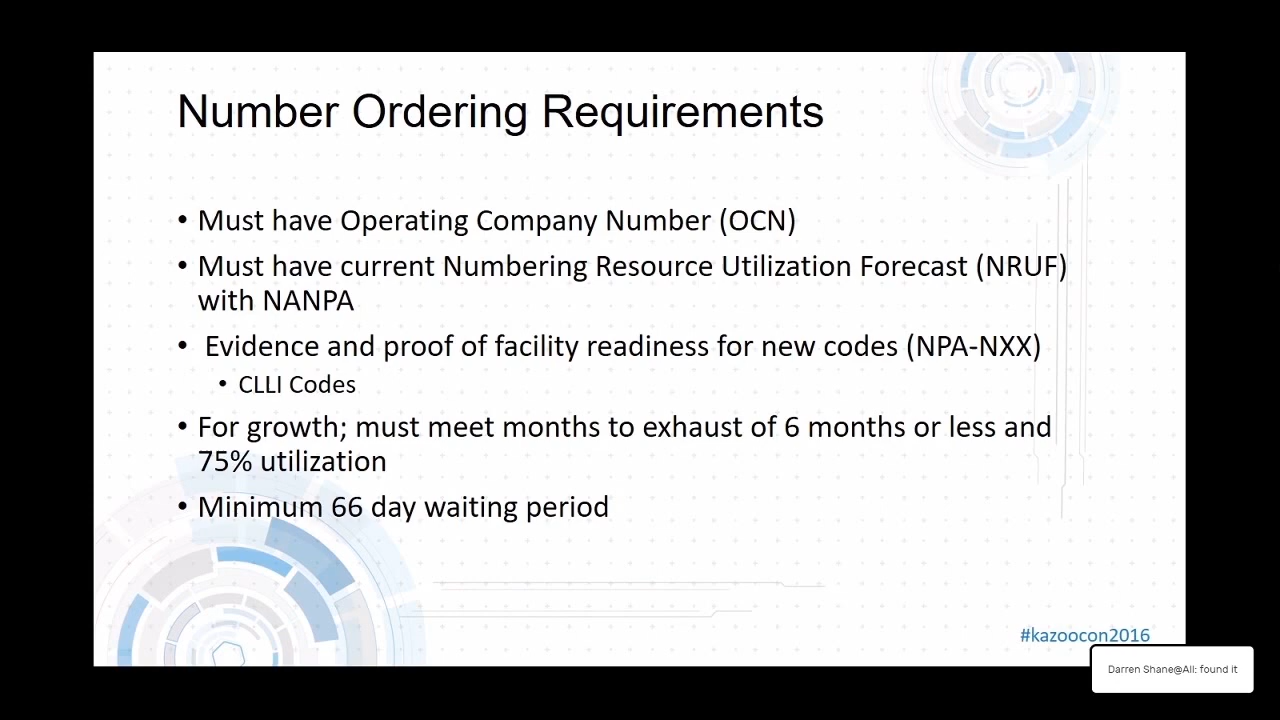 Number Ordering Requirements
• Must have Operating Company Number (OCN)
• Must have current Numbering Resource Utilization Forecast (NRUF)
with NANPA
• Evidence and proof of facility readiness for new codes (NPA-NXX)
• CLLI Codes
• For growth; must meet months to exhaust of 6 months or less and
75% utilization
• Minimum 66 day waiting period
#kazoocon2016
Darren Shane@All: found it